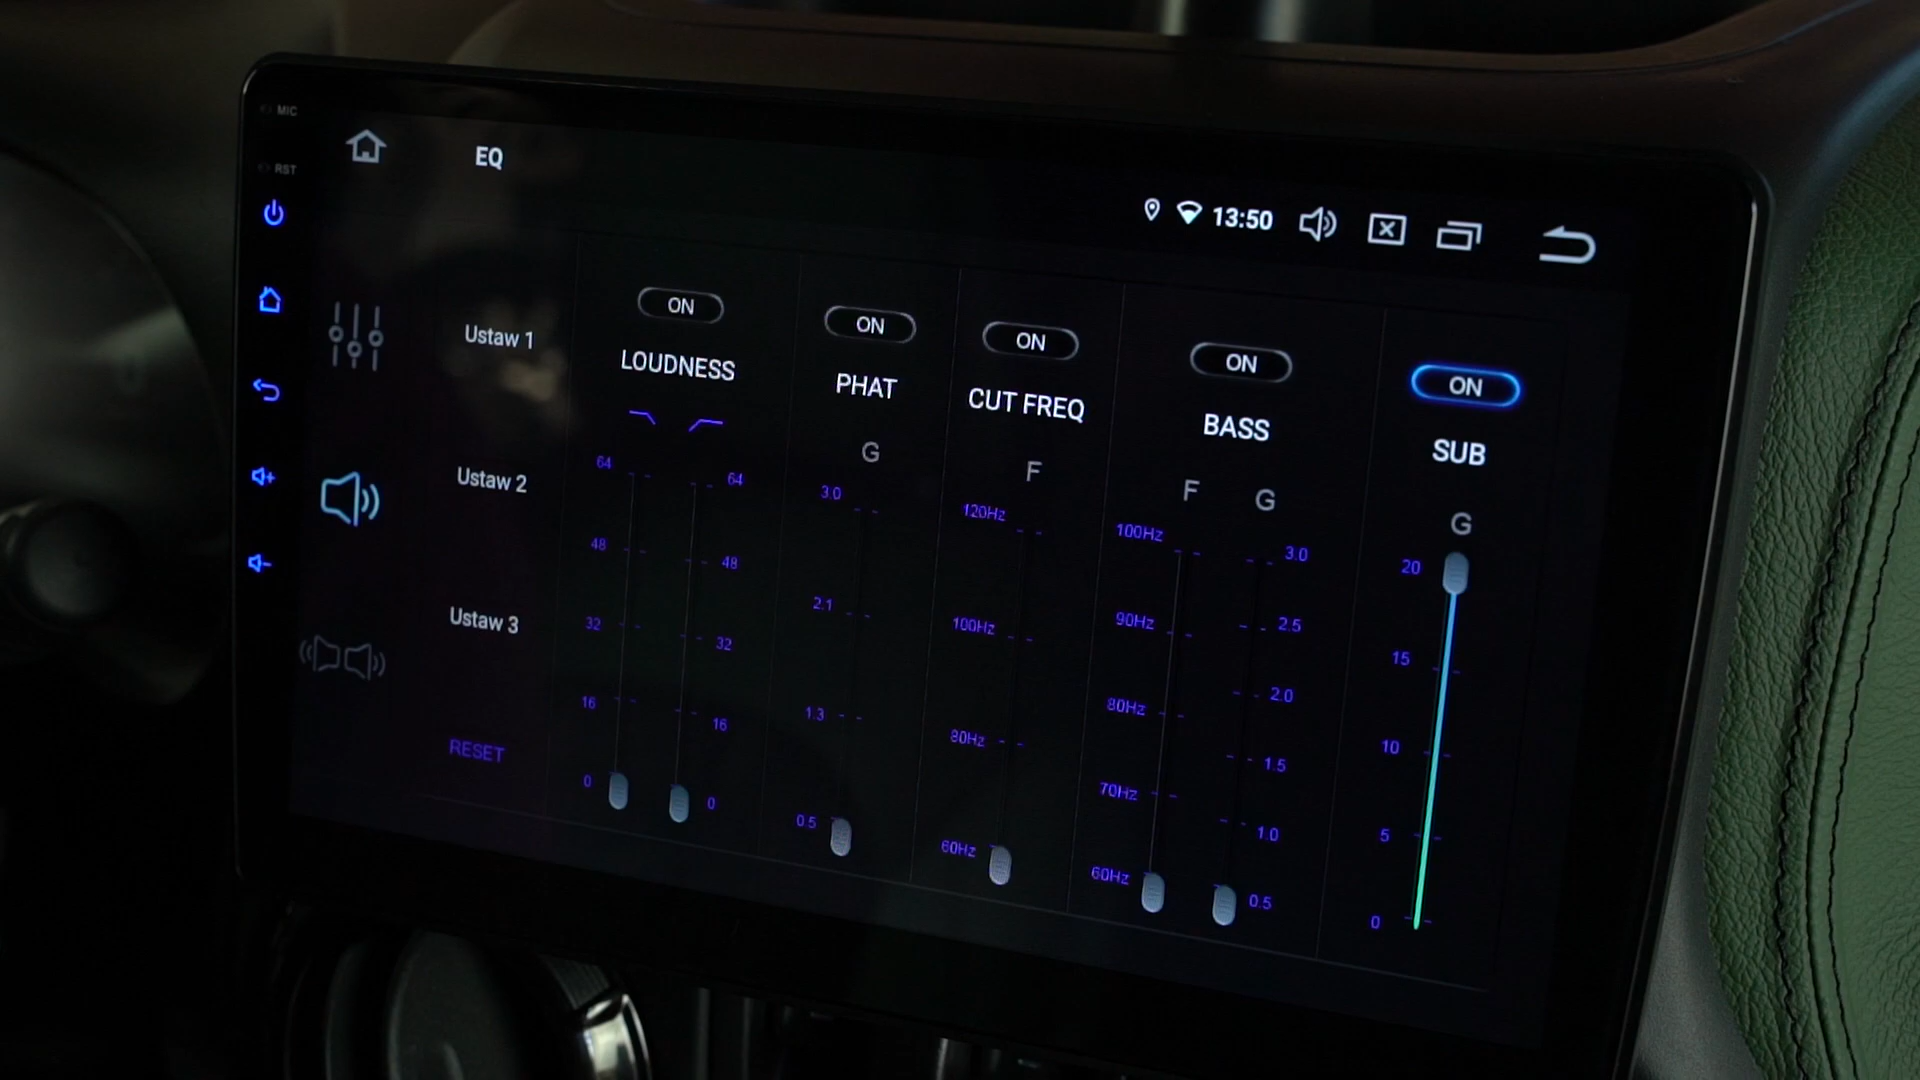 MIC
RST
EQ
13:50
Ustaw 1
Ustaw 2
Ustaw 3
RESET
ON
LOUDNESS
64 64
48 48
32 32
16 16
0 0
ON
PHAT
G
3.0
2.1
1.3
0.5
ON
CUT FREQ
F
120Hz
100Hz
80Hz
60Hz
ON
BASS
F G
100Hz 3.0
90Hz 2.5
80Hz 2.0
70Hz 1.5
60Hz 1.0
0.5
ON
SUB
G
20
15
10
5
0